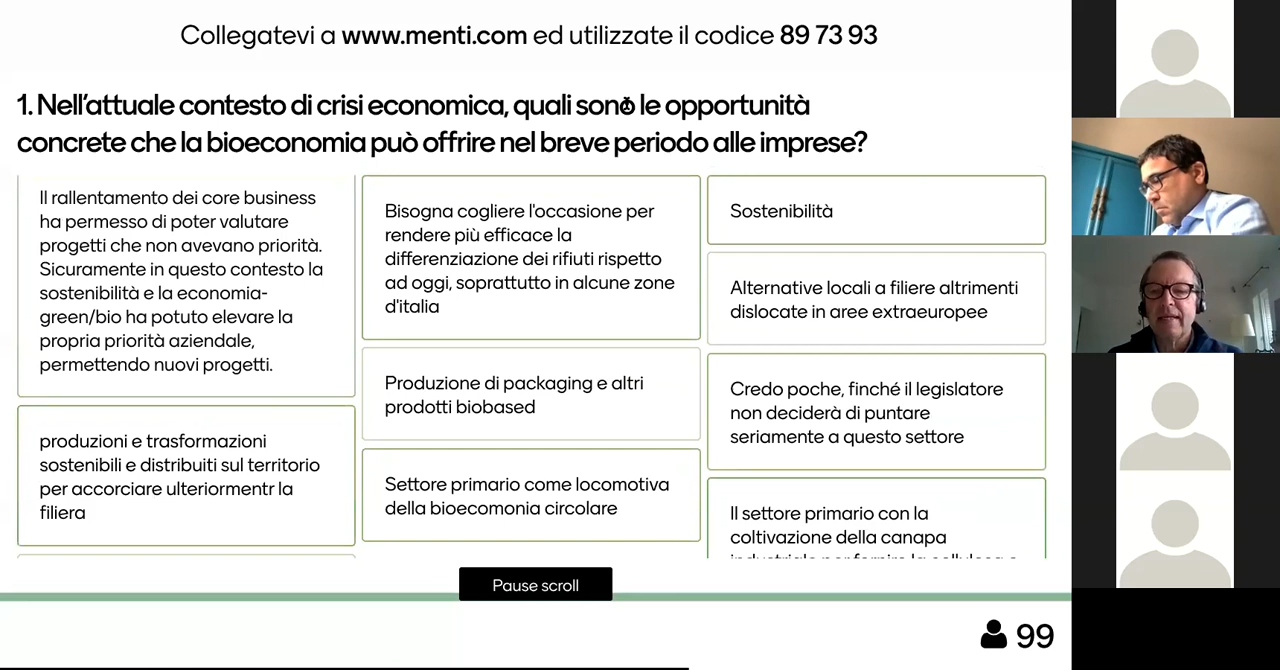 Collegatevi a www.menti.com ed utilizzate il codice 89 73 93
1. Nell'attuale contesto di crisi economica, quali sono le opportunità
concrete che la bioeconomia può offrire nel breve periodo alle imprese?
Il rallentamento dei core business
ha permesso di poter valutare
progetti che non avevano priorità.
Sicuramente in questo contesto la
sostenibilità e la economia-
green/bio ha potuto elevare la
propria priorità aziendale,
permettendo nuovi progetti.
produzioni e trasformazioni
sostenibili e distribuiti sul territorio
per accorciare ulteriormentr la
filiera
Bisogna cogliere l'occasione per
rendere più efficace la
differenziazione dei rifiuti rispetto
ad oggi, soprattutto in alcune zone
d'italia
Produzione di packaging e altri
prodotti biobased
Settore primario come locomotiva
della bioecomonia circolare
Sostenibilità
Alternative locali a filiere altrimenti
dislocate in aree extraeuropee
Credo poche, finché il legislatore
non deciderà di puntare
seriamente a questo settore
Il settore primario con la
coltivazione della canapa
industriale per fornire la cellulosa e
Pause scroll
99